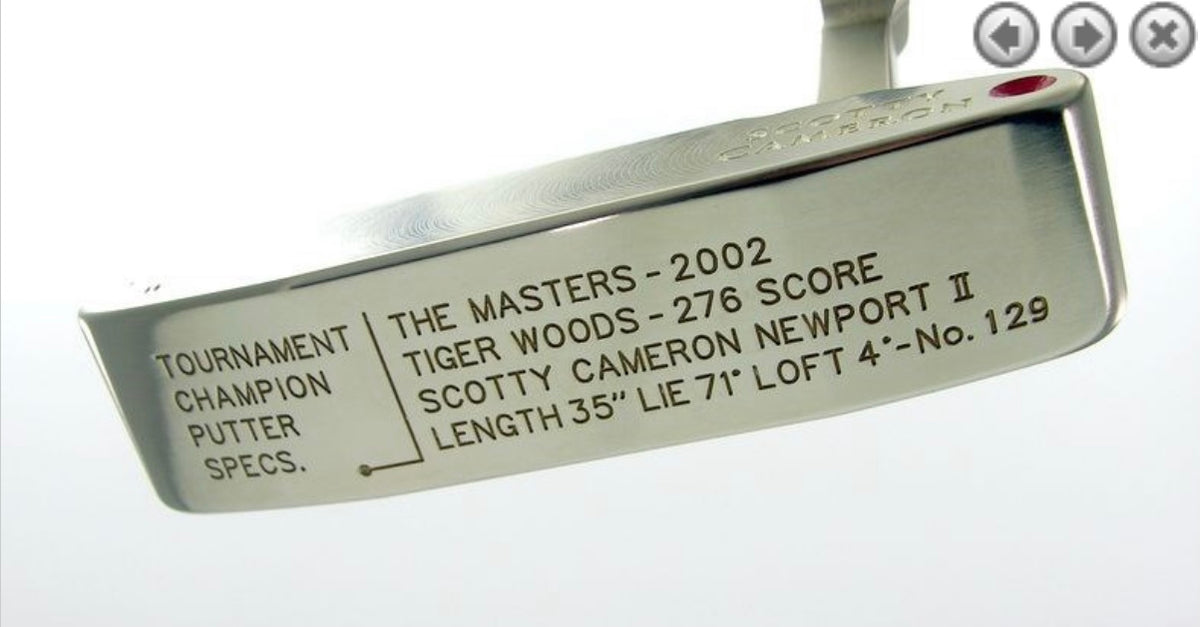 SCOTTY
CAMERON
TOURNAMENT
CHAMPION
PUTTER
SPECS.
THE MASTERS - 2002
TIGER WOODS - 276 SCORE
SCOTTY CAMERON NEWPORT II
LENGTH 35" LIE 71° LOFT 4°-No. 129